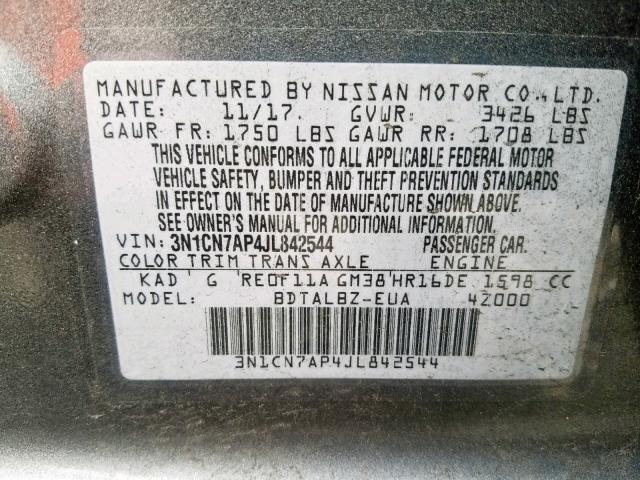 MANUFACTURED BY NISSAN MOTOR CO., LTD.
DATE: 11/17. GVWR: 3426 LBS
GAWR FR: 1750 LBS GAWR RR: 1708 LBS
THIS VEHICLE CONFORMS TO ALL APPLICABLE FEDERAL MOTOR
VEHICLE SAFETY, BUMPER AND THEFT PREVENTION STANDARDS
IN EFFECT ON THE DATE OF MANUFACTURE SHOWN ABOVE.
SEE OWNER'S MANUAL FOR ADDITIONAL INFORMATION.
VIN: 3N1CN7AP4JL842544 PASSENGER CAR.
COLOR TRIM TRANS AXLE ENGINE
KAD G RE0F11A GM38 HR16DE 1598 CC
MODEL: BDTALBZ-EUA 4Z000
3N1CN7AP4JL842544